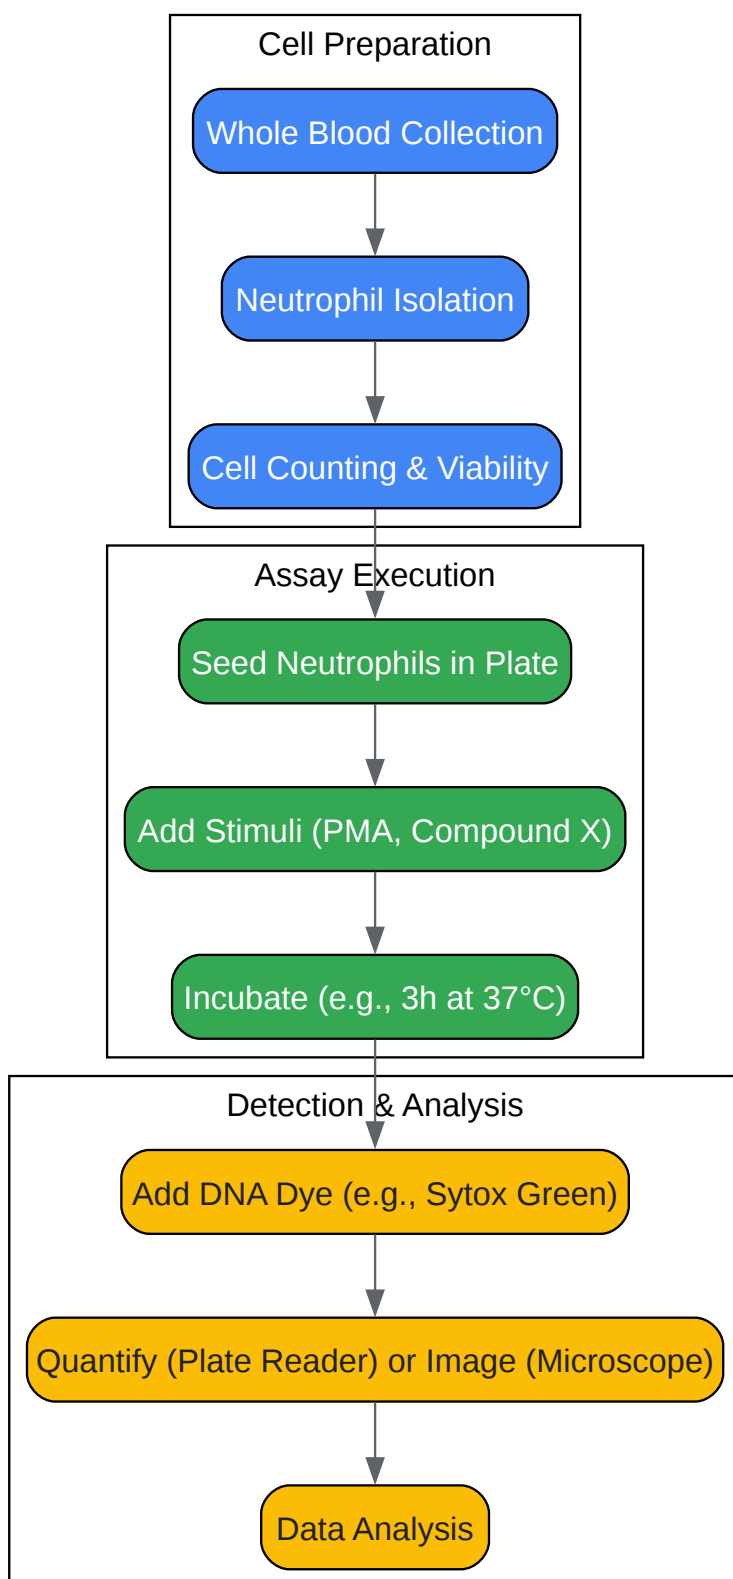 Cell Preparation
Whole Blood Collection
Neutrophil Isolation
Cell Counting & Viability
Assay Execution
Seed Neutrophils in Plate
Add Stimuli (PMA, Compound X)
Incubate (e.g., 3h at 37°C)
Detection & Analysis
Add DNA Dye (e.g., Sytox Green)
Quantify (Plate Reader) or Image (Microscope)
Data Analysis